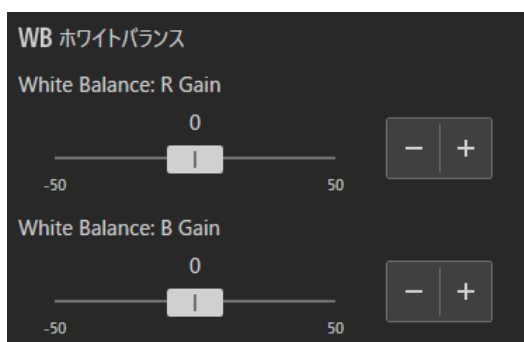 WB ホワイトバランス
White Balance: R Gain
0
− +
-50 50
White Balance: B Gain
0
− +
-50 50